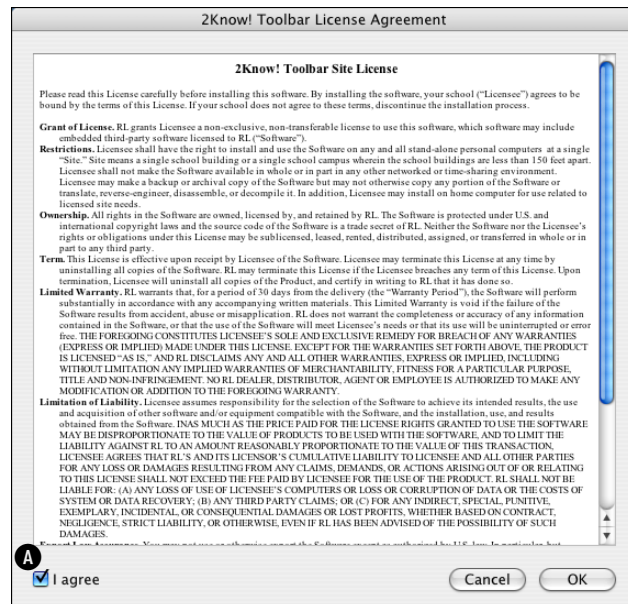 2Know! Toolbar License Agreement
2Know! Toolbar Site License
Please read this License carefully before installing this software. By installing the software, your school (“Licensee”) agrees to be
bound by the terms of this License. If your school does not agree to these terms, discontinue the installation process.
Grant of License. RL grants Licensee a non-exclusive, non-transferable license to use this software, which software may include
embedded third-party software licensed to RL (“Software”).
Restrictions. Licensee shall have the right to install and use the Software on any and all stand-alone personal computers at a single
“Site.” Site means a single school building or a single school campus wherein the school buildings are less than 150 feet apart.
Licensee shall not make the Software available in whole or in part in any other networked or time-sharing environment.
Licensee may make a backup or archival copy of the Software but may not otherwise copy any portion of the Software or
translate, reverse-engineer, disassemble, or decompile it. In addition, Licensee may install on home computer for use related to
licensed site needs.
Ownership. All rights in the Software are owned, licensed by, and retained by RL. The Software is protected under U.S. and
international copyright laws and the source code of the Software is a trade secret of RL. Neither the Software nor the Licensee's
rights or obligations under this License may be sublicensed, leased, rented, distributed, assigned, or transferred in whole or in
part to any third party.
Term. This License is effective upon receipt by Licensee of the Software. Licensee may terminate this License at any time by
uninstalling all copies of the Software. RL may terminate this License if the Licensee breaches any term of this License. Upon
termination, Licensee will uninstall all copies of the Product, and certify in writing to RL that it has done so.
Limited Warranty. RL warrants that, for a period of 30 days from the delivery (the “Warranty Period”), the Software will perform
substantially in accordance with any accompanying written materials. This Limited Warranty is void if the failure of the
Software results from accident, abuse or misapplication. RL does not warrant the completeness or accuracy of any information
contained in the Software, or that the use of the Software will meet Licensee's needs or that its use will be uninterrupted or error
free. THE FOREGOING CONSTITUTES LICENSEE'S SOLE AND EXCLUSIVE REMEDY FOR BREACH OF ANY WARRANTIES
(EXPRESS OR IMPLIED) MADE UNDER THIS LICENSE. EXCEPT FOR THE WARRANTIES SET FORTH ABOVE, THE PRODUCT
IS LICENSED “AS IS,” AND RL DISCLAIMS ANY AND ALL OTHER WARRANTIES, EXPRESS OR IMPLIED, INCLUDING
WITHOUT LIMITATION ANY IMPLIED WARRANTIES OF MERCHANTABILITY, FITNESS FOR A PARTICULAR PURPOSE,
TITLE AND NON-INFRINGEMENT. NO RL DEALER, DISTRIBUTOR, AGENT OR EMPLOYEE IS AUTHORIZED TO MAKE ANY
MODIFICATION OR ADDITION TO THE FOREGOING WARRANTY.
Limitation of Liability. Licensee assumes responsibility for the selection of the Software to achieve its intended results, the use
and acquisition of other software and/or equipment compatible with the Software, and the installation, use, and results
obtained from the Software. INAS MUCH AS THE PRICE PAID FOR THE LICENSE RIGHTS GRANTED TO USE THE SOFTWARE
MAY BE DISPROPORTIONATE TO THE VALUE OF PRODUCTS TO BE USED WITH THE SOFTWARE, AND TO LIMIT THE
LIABILITY AGAINST RL TO AN AMOUNT REASONABLY PROPORTIONATE TO THE VALUE OF THIS TRANSACTION,
LICENSEE AGREES THAT RL'S AND ITS LICENSOR'S CUMULATIVE LIABILITY TO LICENSEE AND ALL OTHER PARTIES
FOR ANY LOSS OR DAMAGES RESULTING FROM ANY CLAIMS, DEMANDS, OR ACTIONS ARISING OUT OF OR RELATING
TO THIS LICENSE SHALL NOT EXCEED THE FEE PAID BY LICENSEE FOR THE USE OF THE PRODUCT. RL SHALL NOT BE
LIABLE FOR: (A) ANY LOSS OF USE OF LICENSEE'S COMPUTERS OR LOSS OR CORRUPTION OF DATA OR THE COSTS OF
SYSTEM OR DATA RECOVERY; (B) ANY THIRD PARTY CLAIMS; OR (C) FOR ANY INDIRECT, SPECIAL, PUNITIVE,
EXEMPLARY, INCIDENTAL, OR CONSEQUENTIAL DAMAGES OR LOST PROFITS, WHETHER BASED ON CONTRACT,
NEGLIGENCE, STRICT LIABILITY, OR OTHERWISE, EVEN IF RL HAS BEEN ADVISED OF THE POSSIBILITY OF SUCH
DAMAGES.
Export Law Assurance. You may not use or otherwise export the Software except as authorized by U.S. law. In particular, but
A
I agree
Cancel
OK